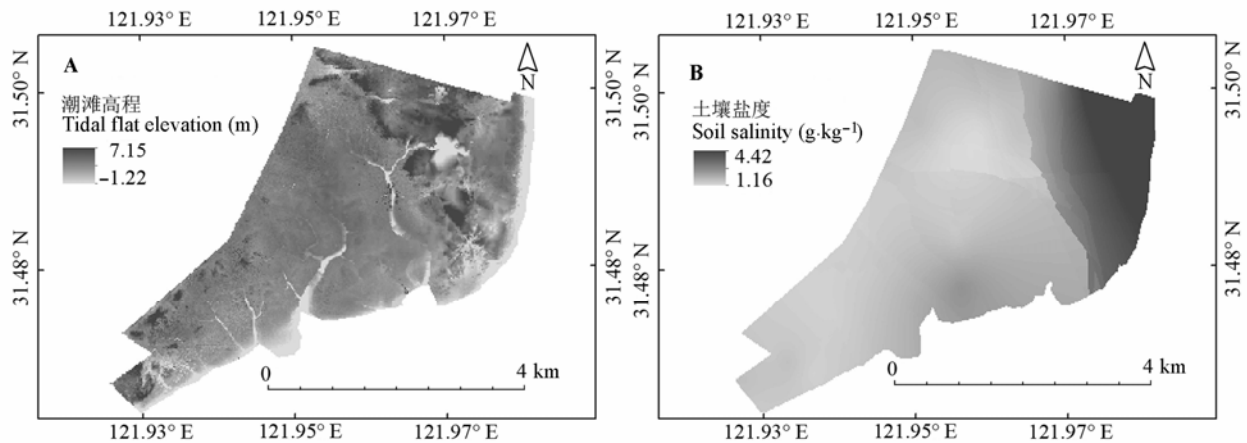 121.93° E
121.95° E
121.97° E
A
潮滩高程
Tidal flat elevation (m)
7.15
−1.22
N
31.50° N
31.48° N
0
4 km
121.93° E
121.95° E
121.97° E
121.93° E
121.95° E
121.97° E
B
土壤盐度
Soil salinity (g·kg⁻¹)
4.42
1.16
N
31.50° N
31.48° N
31.50° N
31.48° N
0
4 km
121.93° E
121.95° E
121.97° E